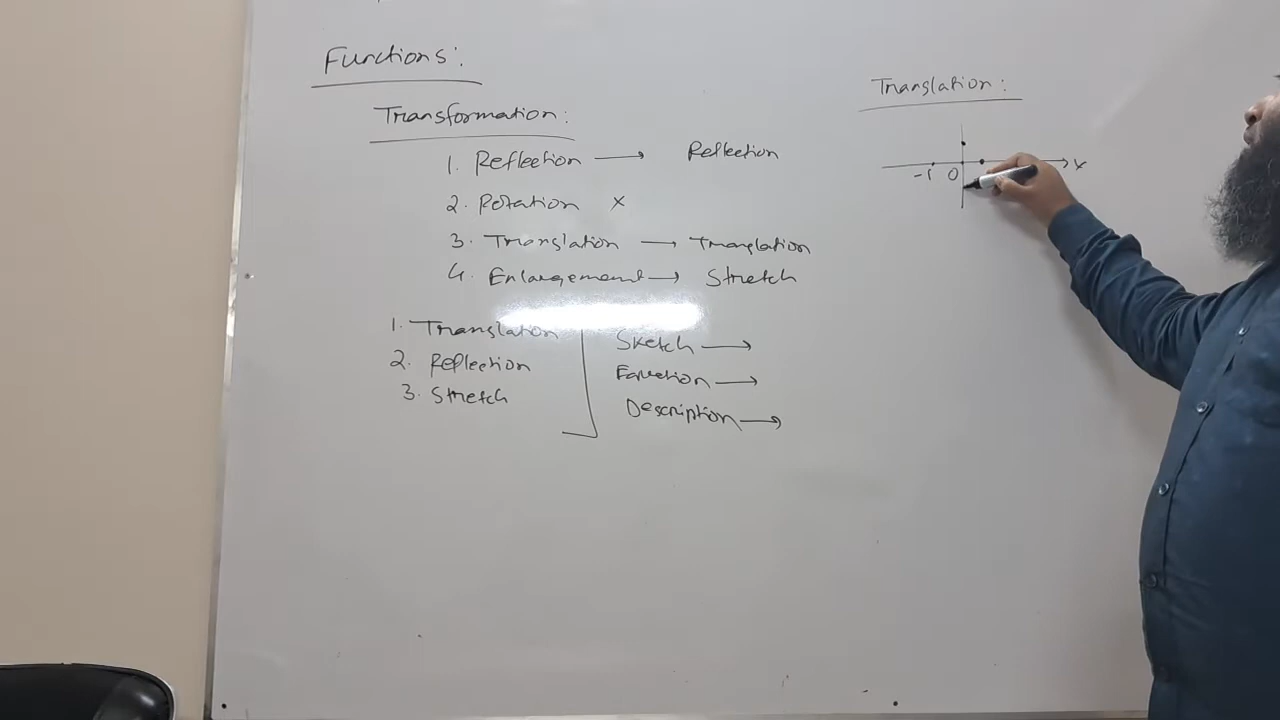 Functions:
Transformation:
1. Reflection → Reflection
2. Rotation ×
3. Translation → Translation
4. Enlargement → Stretch
1. Translation
2. Reflection
3. Stretch
Sketch →
Function →
Description →
Translation:
-1 0 x